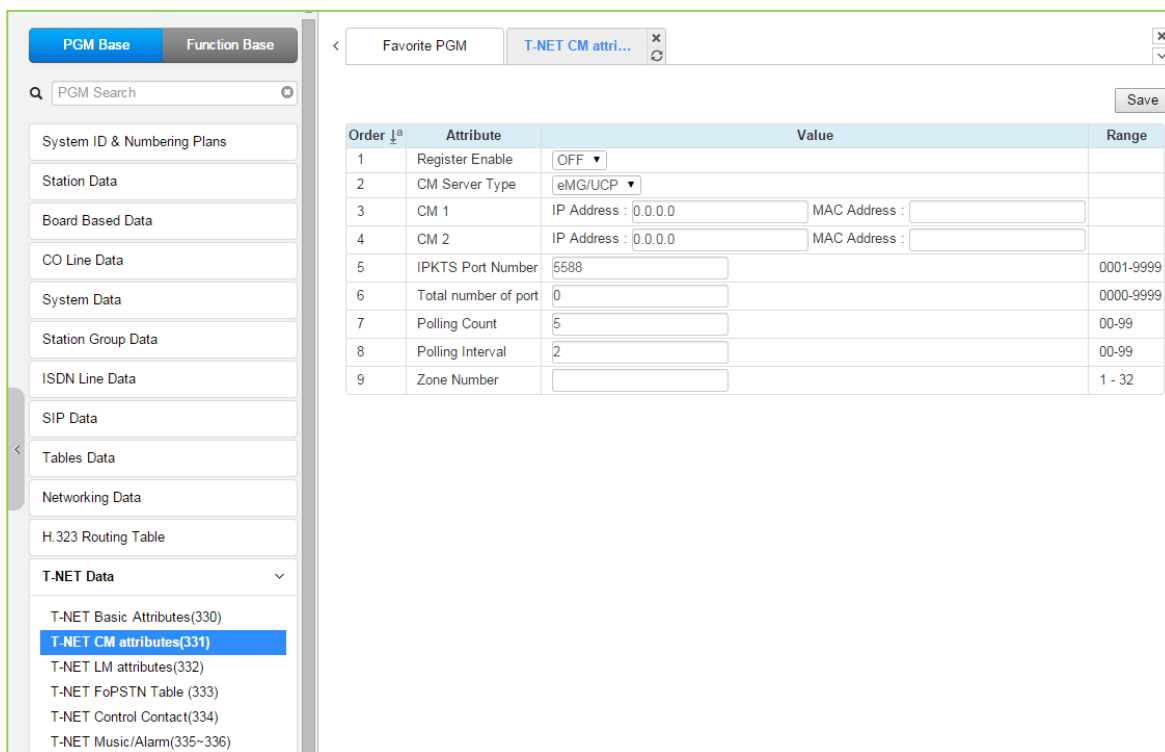 PGM Base Function Base
PGM Search
System ID & Numbering Plans
Station Data
Board Based Data
CO Line Data
System Data
Station Group Data
ISDN Line Data
SIP Data
Tables Data
Networking Data
H.323 Routing Table
T-NET Data
T-NET Basic Attributes(330)
T-NET CM attributes(331)
T-NET LM attributes(332)
T-NET FoPSTN Table (333)
T-NET Control Contact(334)
T-NET Music/Alarm(335~336)
Favorite PGM T-NET CM attri...
Save
Order Attribute Value Range
1 Register Enable OFF
2 CM Server Type eMG/UCP
3 CM 1 IP Address : 0.0.0.0 MAC Address :
4 CM 2 IP Address : 0.0.0.0 MAC Address :
5 IPKTS Port Number 5588 0001-9999
6 Total number of port 0 0000-9999
7 Polling Count 5 00-99
8 Polling Interval 2 00-99
9 Zone Number 1 - 32